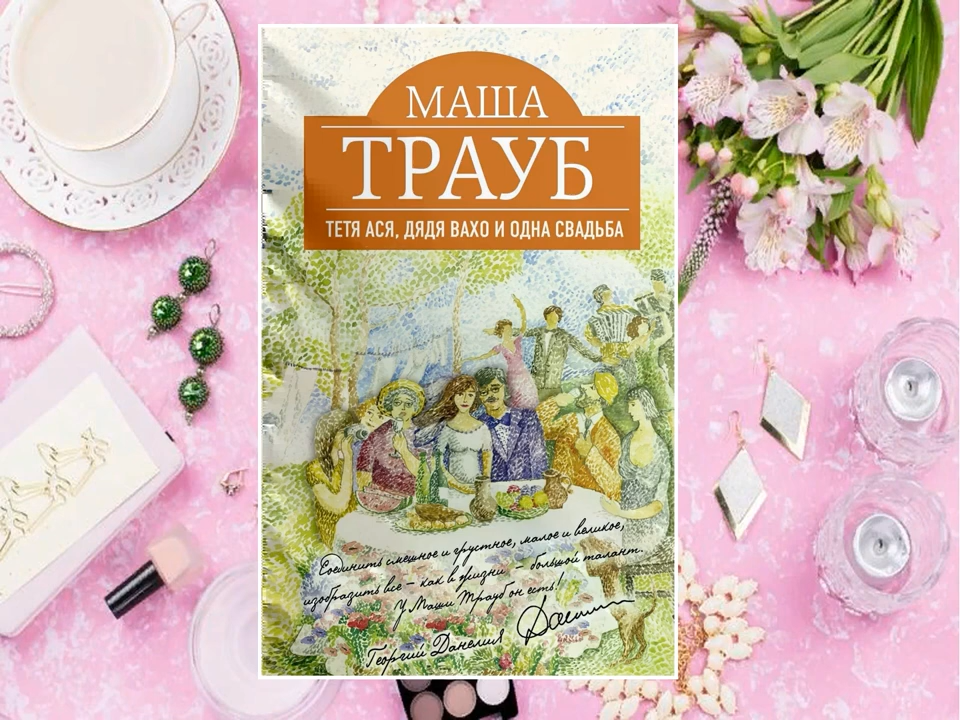 МАША
ТРАУБ
ТЕТЯ АСЯ, ДЯДЯ ВАХО И ОДНА СВАДЬБА
Соединить смешное и грустное, малое и великое,
изобразить все – как в жизни – большой талант.
У Маши Трауб он есть!
Георгий Данелия